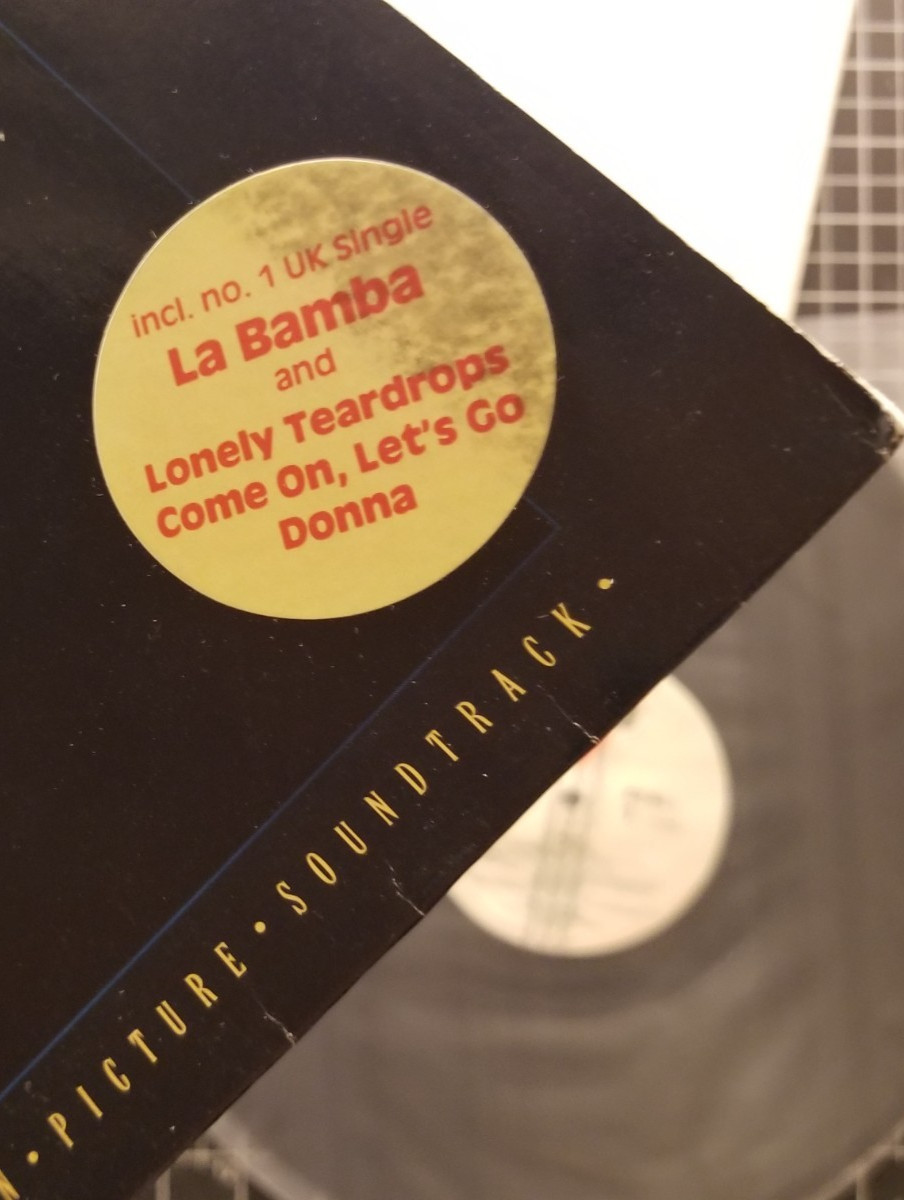 incl. no. 1 UK Single
La Bamba
and
Lonely Teardrops
Come On, Let's Go
Donna
N • PICTURE • SOUNDTRACK •